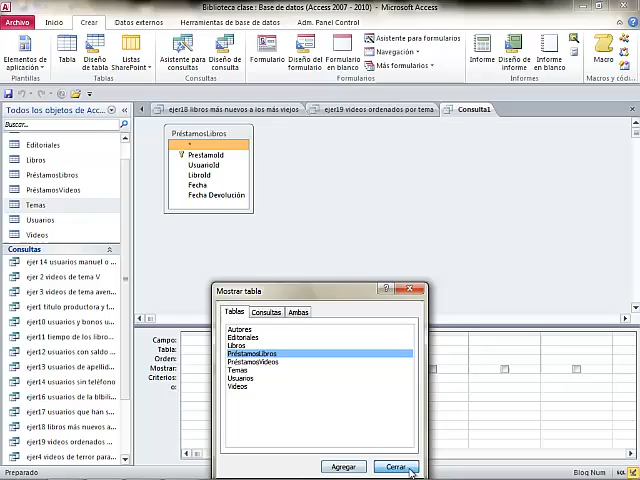 Biblioteca clase : Base de datos (Access 2007 - 2010) - Microsoft Access
Archivo Inicio Crear Datos externos Herramientas de base de datos Adm. Panel Control
Elementos de aplicación
Tabla
Diseño de tabla
Listas SharePoint
Asistente para consultas
Diseño de consulta
Formulario
Diseño del formulario
Formulario en blanco
Asistente para formularios
Navegación
Más formularios
Informe
Diseño de informe
Informe en blanco
Macro
Plantillas Tablas Consultas Formularios Informes Macros y códi...
Todos los objetos de Acc...
ejer18 libros más nuevos a los más viejos
ejer19 videos ordenados por tema
Consulta1
Buscar...
Editoriales
Libros
PréstamosLibros
PréstamosVideos
Temas
Usuarios
Videos
Consultas
ejer 14 usuarios manuel o ...
ejer 2 videos de tema V
ejer 3 videos de tema aven...
ejer1 titulo productora y t...
ejer10 usuarios y bonos u...
ejer11 tiempo de los libro...
ejer12 usuarios con saldo ...
ejer13 usuarios de apellid...
ejer14 usuarios sin teléfono
ejer16 usuarios de la blbili...
ejer17 usuarios que han s...
ejer18 libros más nuevos ...
ejer19 videos ordenados ...
ejer4 videos de terror para...
PréstamosLibros
*
PrestamoId
UsuarioId
LibroId
Fecha
Fecha Devolución
Campo:
Tabla:
Orden:
Mostrar:
Criterios:
o:
Mostrar tabla
Tablas Consultas Ambas
Autores
Editoriales
Libros
PréstamosLibros
PréstamosVideos
Temas
Usuarios
Videos
Agregar Cerrar
Preparado
Bloq Num
SQL